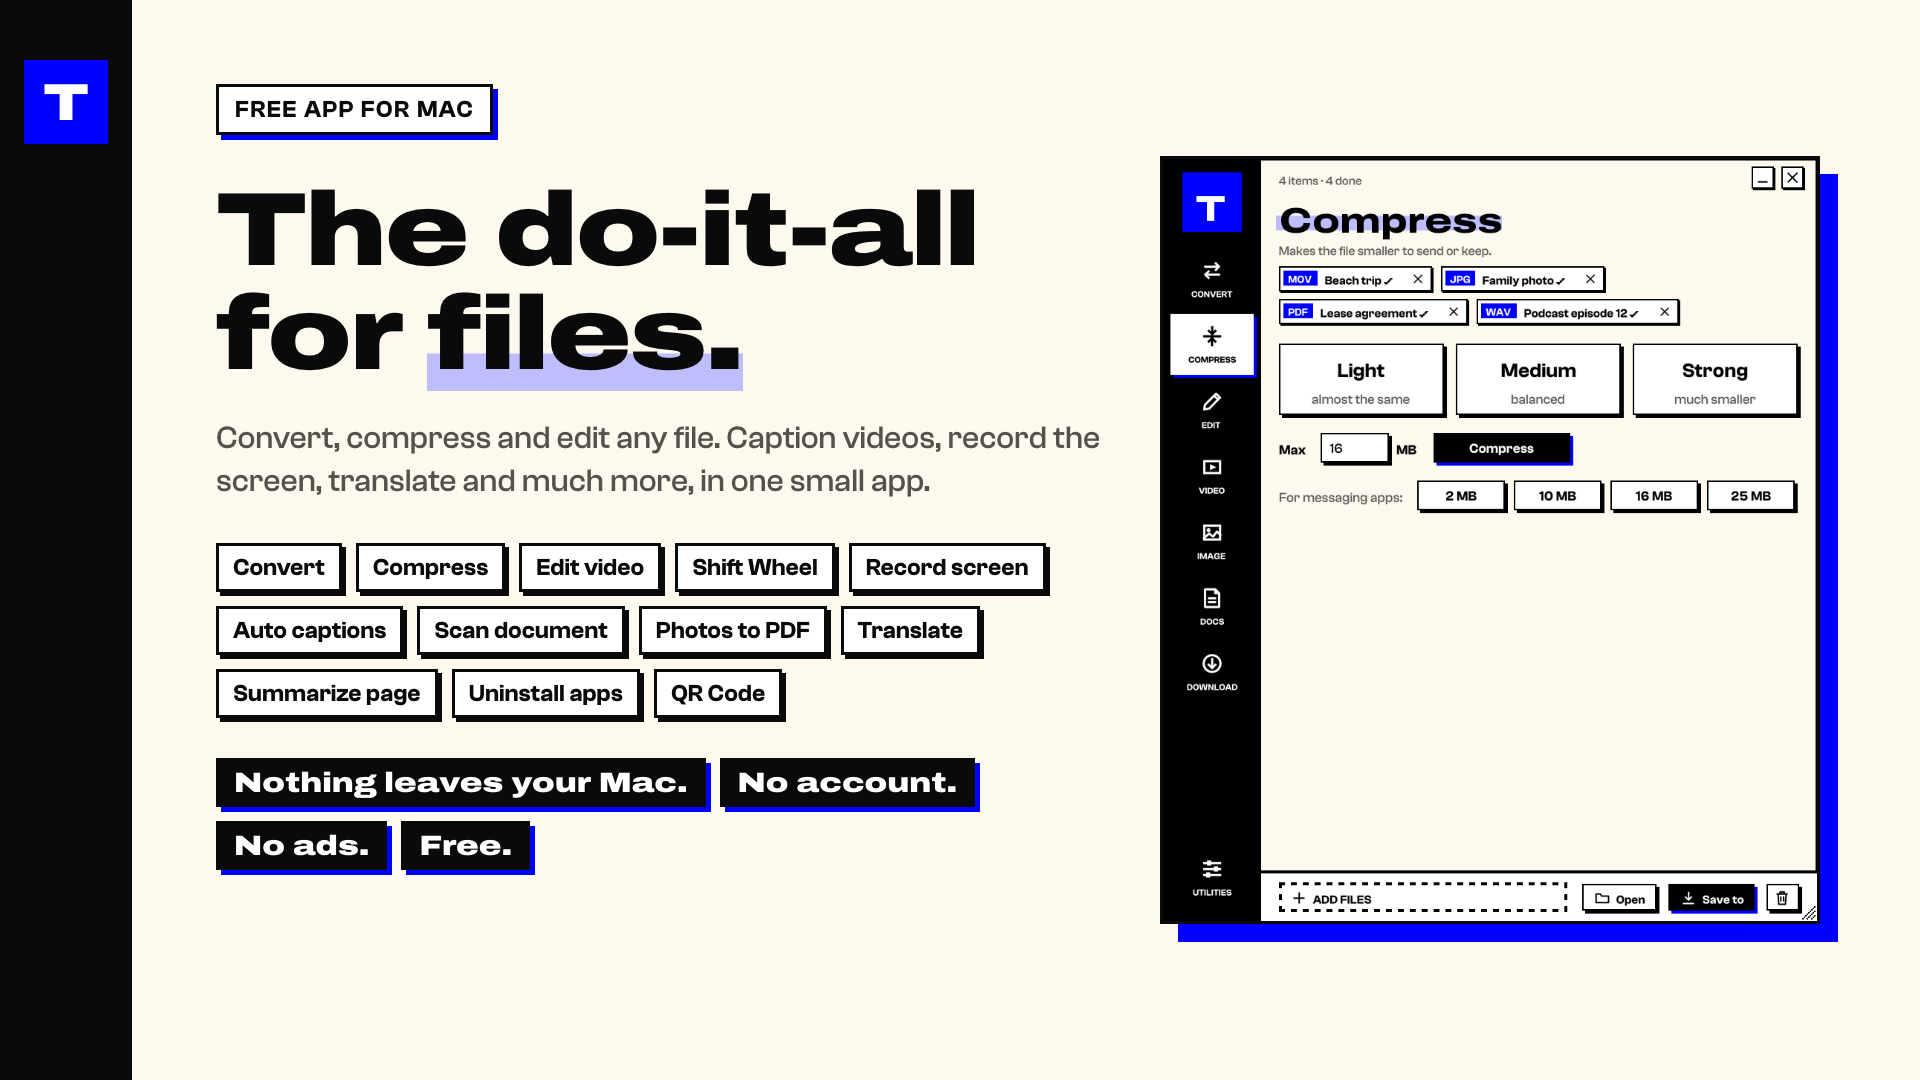 T
FREE APP FOR MAC
The do-it-all
for files.
Convert, compress and edit any file. Caption videos, record the
screen, translate and much more, in one small app.
Convert Compress Edit video Shift Wheel Record screen
Auto captions Scan document Photos to PDF Translate
Summarize page Uninstall apps QR Code
Nothing leaves your Mac. No account.
No ads. Free.
T
CONVERT
COMPRESS
EDIT
VIDEO
IMAGE
DOCS
DOWNLOAD
UTILITIES
4 items · 4 done
Compress
Makes the file smaller to send or keep.
MOV Beach trip JPG Family photo
PDF Lease agreement WAV Podcast episode 12
Light Medium Strong
almost the same balanced much smaller
Max 16 MB Compress
For messaging apps: 2 MB 10 MB 16 MB 25 MB
ADD FILES Open Save to